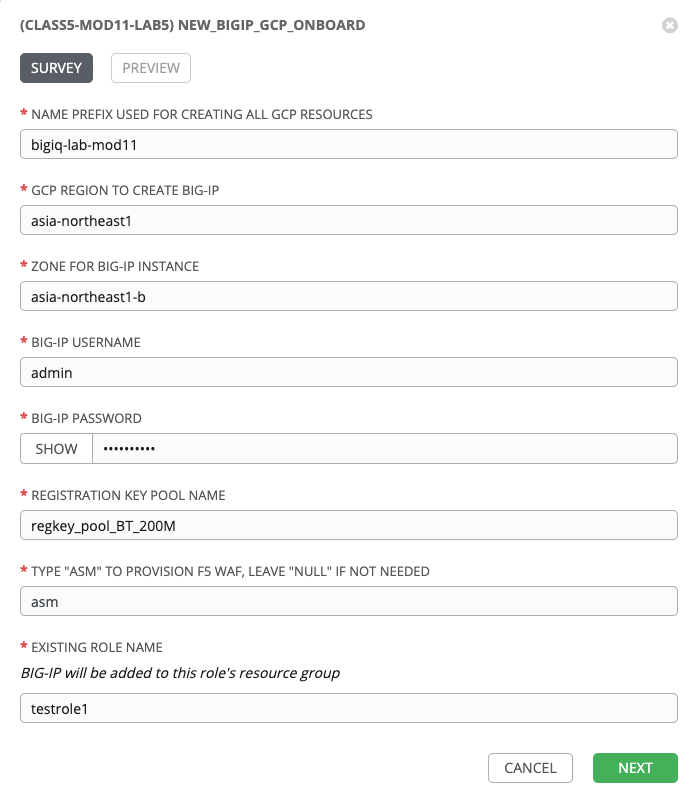 (CLASS5-MOD11-LAB5) NEW_BIGIP_GCP_ONBOARD
SURVEY PREVIEW
* NAME PREFIX USED FOR CREATING ALL GCP RESOURCES
bigiq-lab-mod11
* GCP REGION TO CREATE BIG-IP
asia-northeast1
* ZONE FOR BIG-IP INSTANCE
asia-northeast1-b
* BIG-IP USERNAME
admin
* BIG-IP PASSWORD
SHOW ••••••••••
* REGISTRATION KEY POOL NAME
regkey_pool_BT_200M
* TYPE "ASM" TO PROVISION F5 WAF, LEAVE "NULL" IF NOT NEEDED
asm
* EXISTING ROLE NAME
BIG-IP will be added to this role's resource group
testrole1
CANCEL NEXT